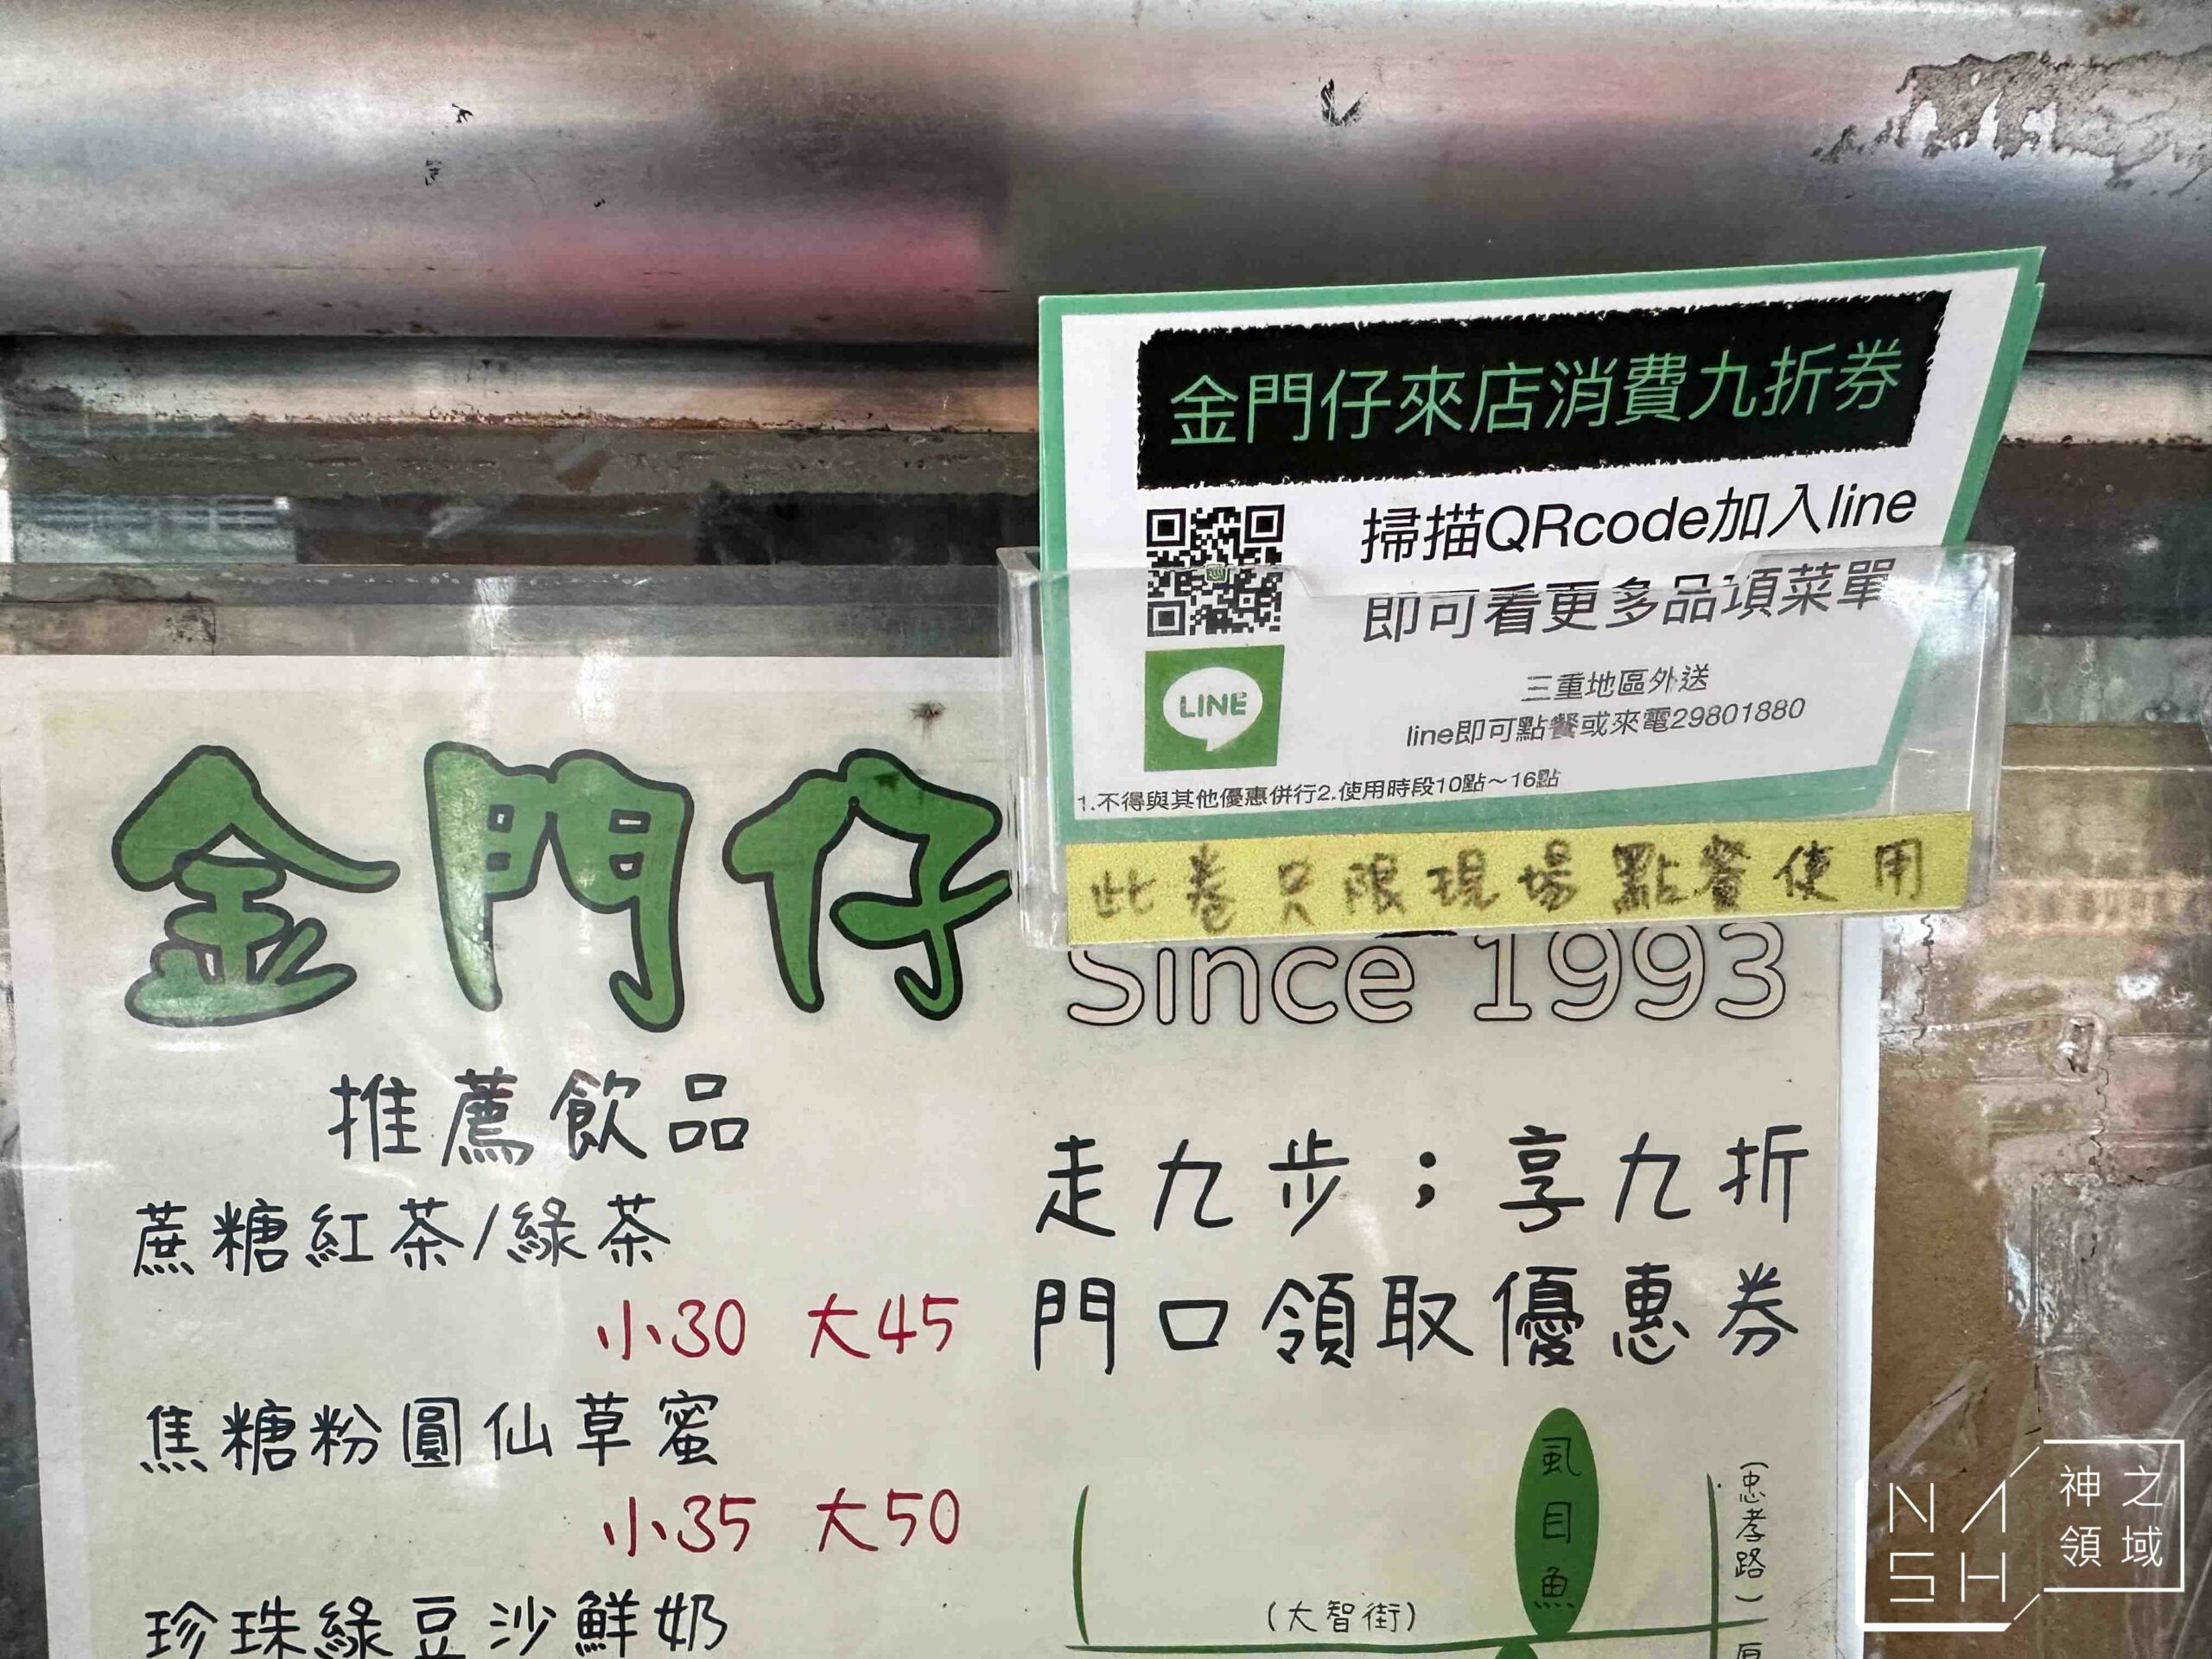 金門仔來店消費九折券
掃描QRcode加入line
即可看更多品項菜單
LINE
三重地區外送
line即可點餐或來電29801880
1.不得與其他優惠併行2.使用時段10點～16點
此卷只限現場點餐使用
金門仔
Since 1993
推薦飲品
蔗糖紅茶/綠茶
小30 大45
焦糖粉圓仙草蜜
小35 大50
珍珠綠豆沙鮮奶
走九步；享九折
門口領取優惠券
虱目魚
(忠孝路)
(大智街)
NASH
神之
領域